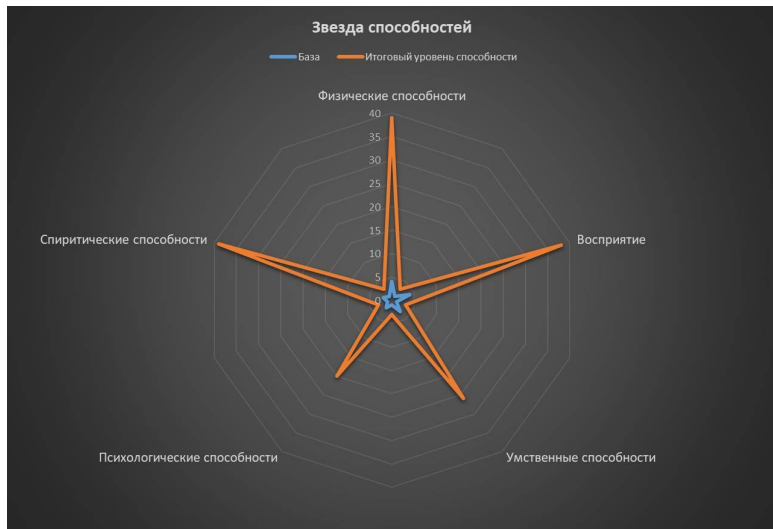 Звезда способностей
База
Итоговый уровень способности
Физические способности
40
35
30
25
20
15
10
5
0
Спиритические способности
Восприятие
Психологические способности
Умственные способности